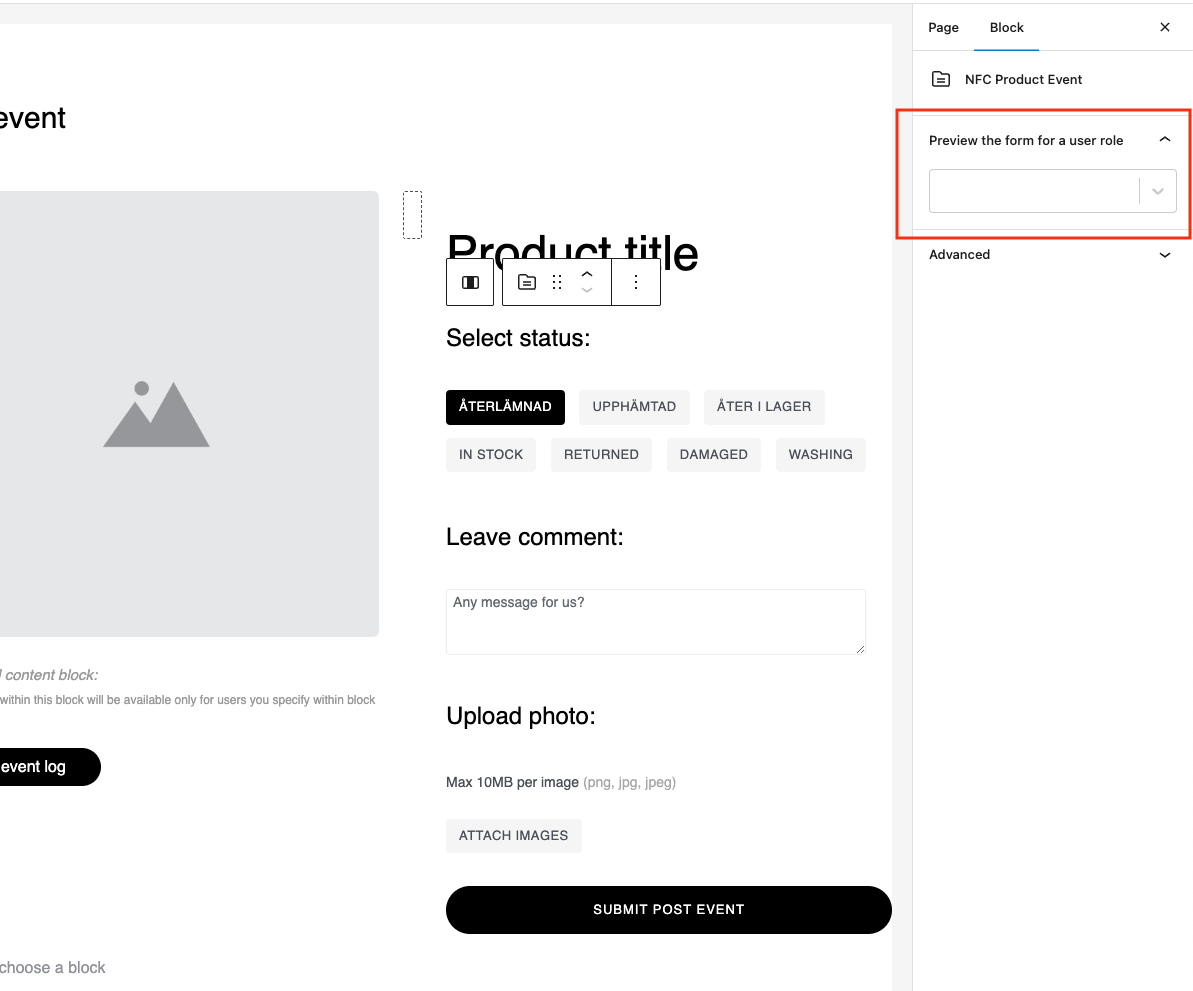 event
content block:
within this block will be available only for users you specify within block
event log
choose a block
Product title
Select status:
ÅTERLÄMNAD UPPHÄMTAD ÅTER I LAGER
IN STOCK RETURNED DAMAGED WASHING
Leave comment:
Any message for us?
Upload photo:
Max 10MB per image (png, jpg, jpeg)
ATTACH IMAGES
SUBMIT POST EVENT
Page Block
NFC Product Event
Preview the form for a user role
Advanced